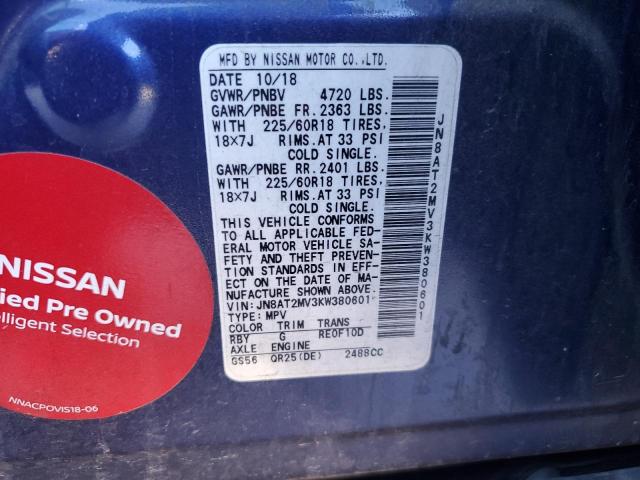 MFD BY NISSAN MOTOR CO.,LTD.
DATE 10/18
GVWR/PNBV 4720 LBS.
GAWR/PNBE FR. 2363 LBS.
WITH 225/60R18 TIRES,
18X7J RIMS.AT 33 PSI
COLD SINGLE.
GAWR/PNBE RR. 2401 LBS.
WITH 225/60R18 TIRES,
18X7J RIMS.AT 33 PSI
COLD SINGLE.
THIS VEHICLE CONFORMS
TO ALL APPLICABLE FED-
ERAL MOTOR VEHICLE SA-
FETY AND THEFT PREVEN-
TION STANDARDS IN EFF-
ECT ON THE DATE OF MA-
NUFACTURE SHOWN ABOVE.
VIN: JN8AT2MV3KW380601
TYPE: MPV
COLOR TRIM TRANS
RBY G RE0F10D
AXLE ENGINE
GS56 QR25(DE) 2488CC
JN8AT2MV3KW380601
NISSAN
ied Pre Owned
elligent Selection
NNACPOVIS18-06